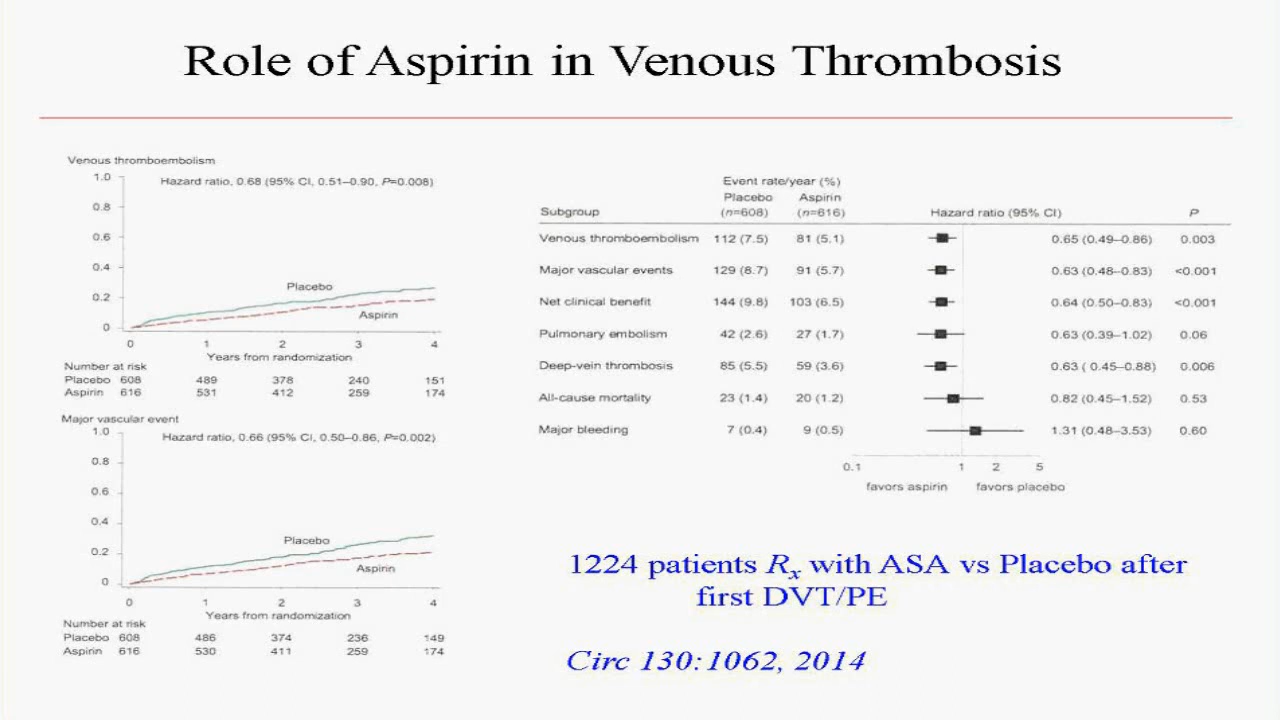 Role of Aspirin in Venous Thrombosis
Venous thromboembolism
Hazard ratio, 0.68 (95% CI, 0.51–0.90, P=0.008)
1.0
0.8
0.6
0.4
0.2
0
Placebo
Aspirin
0 1 2 3 4
Years from randomization
Number at risk
Placebo 608 489 378 240 151
Aspirin 616 531 412 259 174
Major vascular event
Hazard ratio, 0.66 (95% CI, 0.50–0.86, P=0.002)
1.0
0.8
0.6
0.4
0.2
0
Placebo
Aspirin
0 1 2 3 4
Years from randomization
Number at risk
Placebo 608 486 374 236 149
Aspirin 616 530 411 259 174
Event rate/year (%)
Placebo Aspirin
Subgroup (n=608) (n=616) Hazard ratio (95% CI) P
Venous thromboembolism 112 (7.5) 81 (5.1) 0.65 (0.49–0.86) 0.003
Major vascular events 129 (8.7) 91 (5.7) 0.63 (0.48–0.83) <0.001
Net clinical benefit 144 (9.8) 103 (6.5) 0.64 (0.50–0.83) <0.001
Pulmonary embolism 42 (2.6) 27 (1.7) 0.63 (0.39–1.02) 0.06
Deep-vein thrombosis 85 (5.5) 59 (3.6) 0.63 ( 0.45–0.88) 0.006
All-cause mortality 23 (1.4) 20 (1.2) 0.82 (0.45–1.52) 0.53
Major bleeding 7 (0.4) 9 (0.5) 1.31 (0.48–3.53) 0.60
0.1 1 2 5
favors aspirin favors placebo
1224 patients Rx with ASA vs Placebo after
first DVT/PE
Circ 130:1062, 2014